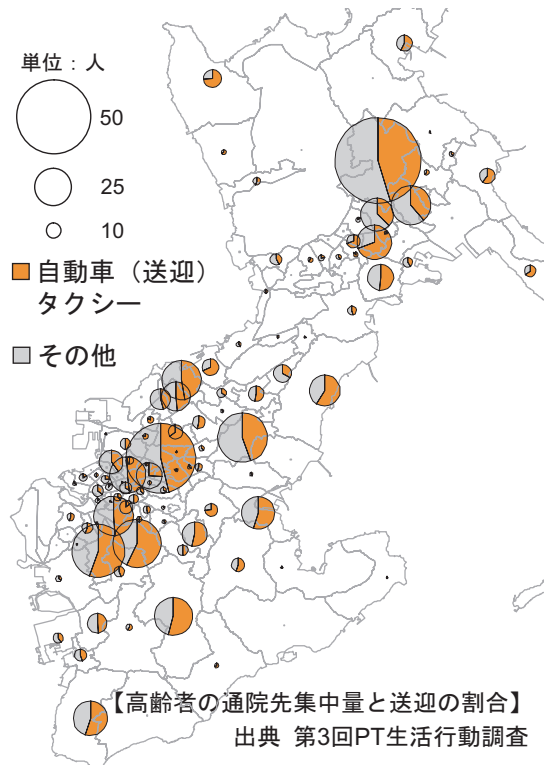 単位：人
50
25
10
自動車（送迎）
タクシー
その他
【高齢者の通院先集中量と送迎の割合】
出典 第3回PT生活行動調査